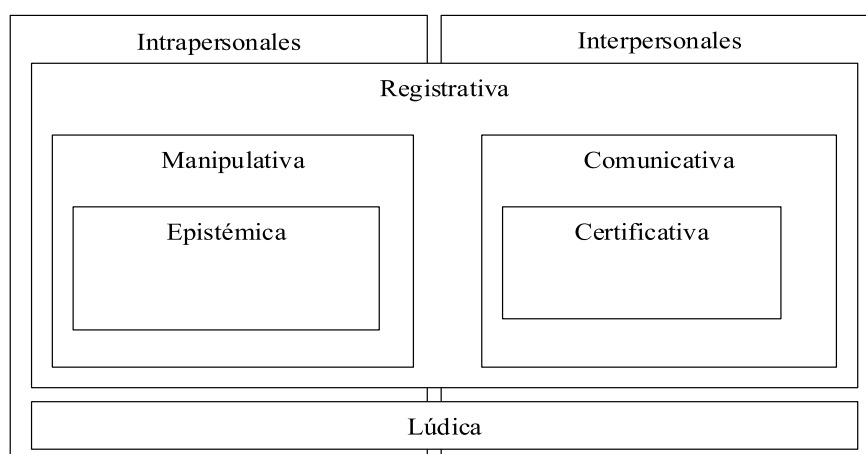 Intrapersonales
Interpersonales
Registrativa
Manipulativa
Comunicativa
Epistémica
Certificativa
Lúdica